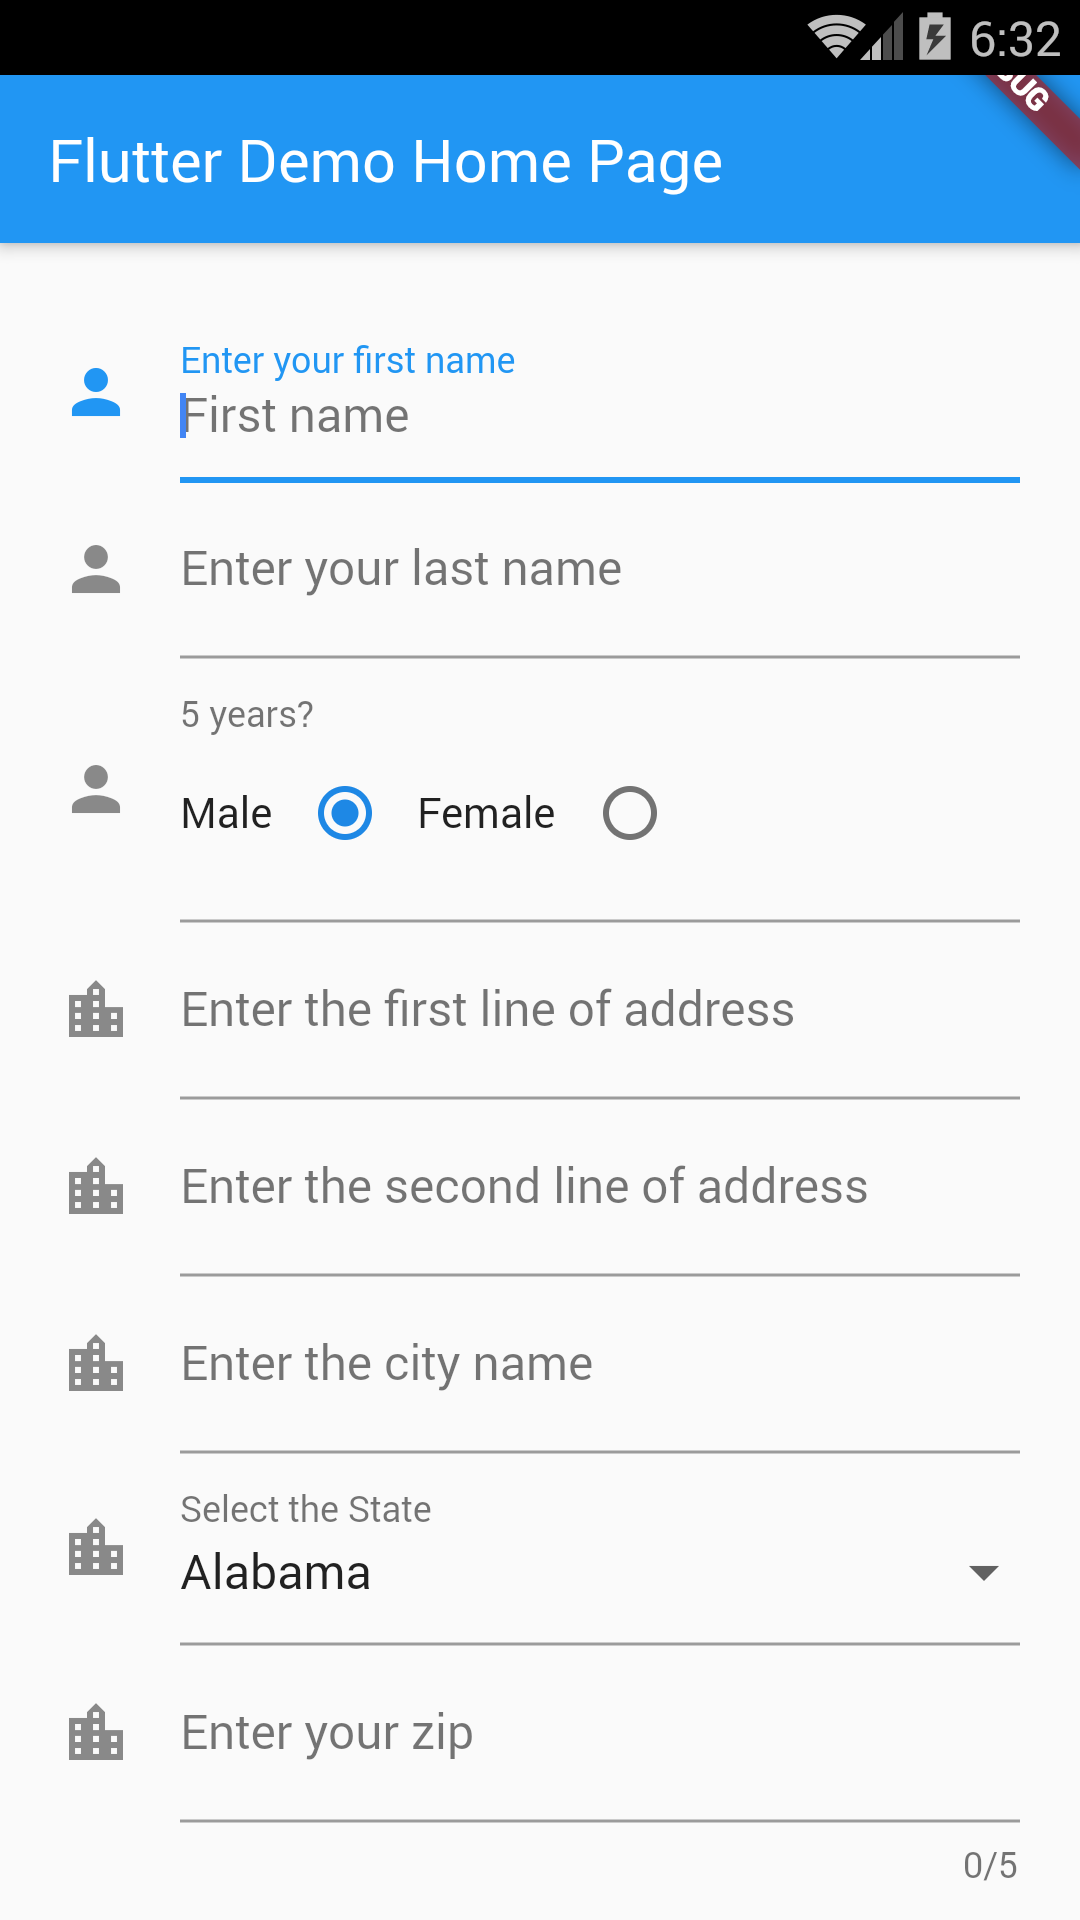 6:32
Flutter Demo Home Page
Enter your first name
First name
Enter your last name
5 years?
Male Female
Enter the first line of address
Enter the second line of address
Enter the city name
Select the State
Alabama
Enter your zip
0/5